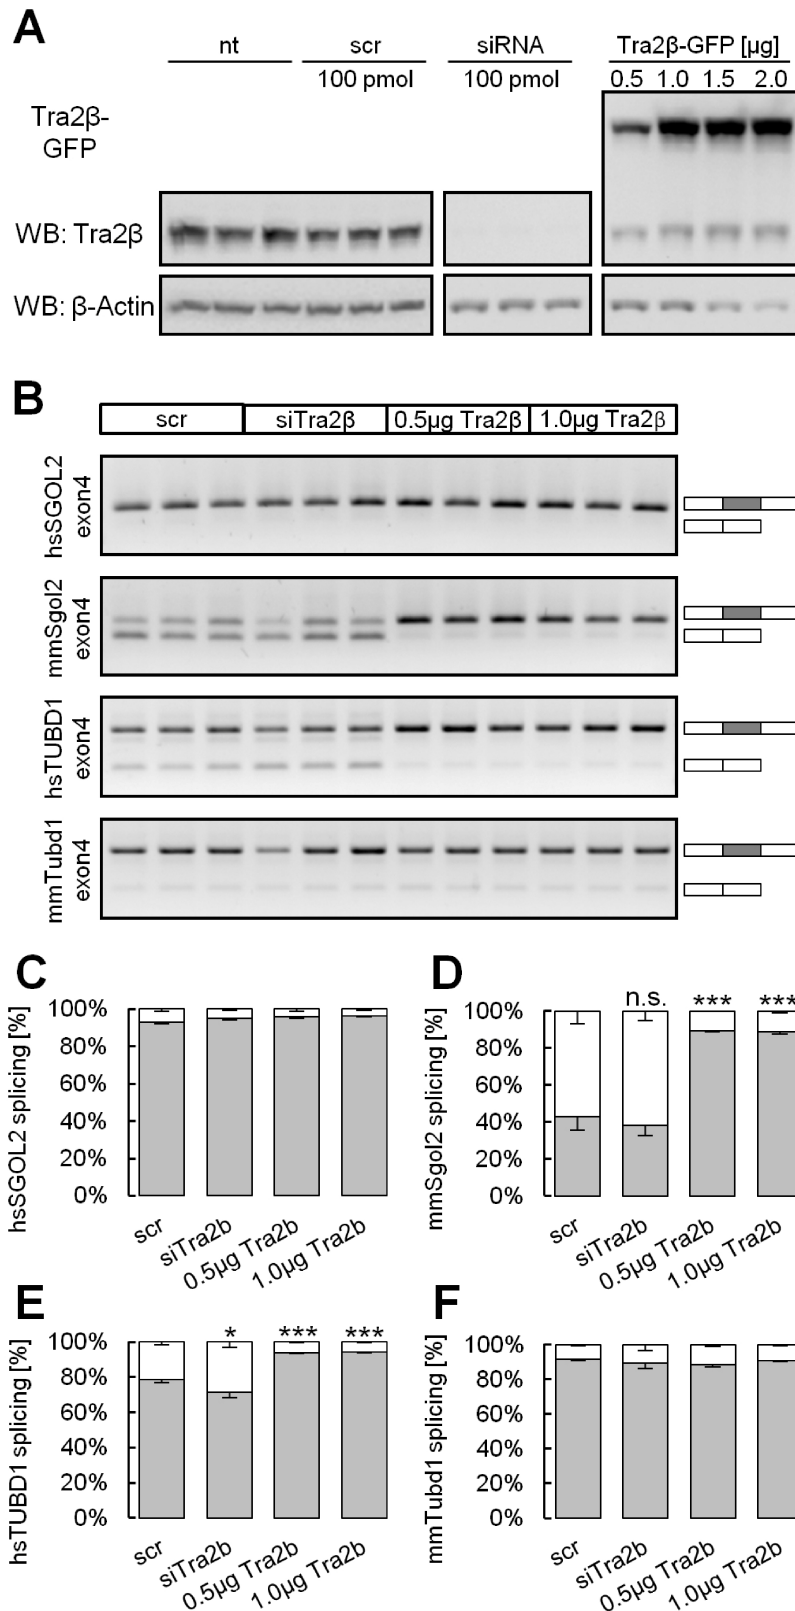 A
nt scr siRNA Tra2β-GFP [µg]
100 pmol 100 pmol 0.5 1.0 1.5 2.0
Tra2β-
GFP
WB: Tra2β
WB: β-Actin
B
scr siTra2β 0.5µg Tra2β 1.0µg Tra2β
hsSGOL2
exon4
mmSgol2
exon4
hsTUBD1
exon4
mmTubd1
exon4
C
hsSGOL2 splicing [%]
100%
80%
60%
40%
20%
0%
scr
siTra2b
0.5µg Tra2b
1.0µg Tra2b
D
mmSgol2 splicing [%]
n.s. *** ***
100%
80%
60%
40%
20%
0%
scr
siTra2b
0.5µg Tra2b
1.0µg Tra2b
E
hsTUBD1 splicing [%]
* *** ***
100%
80%
60%
40%
20%
0%
scr
siTra2b
0.5µg Tra2b
1.0µg Tra2b
F
mmTubd1 splicing [%]
100%
80%
60%
40%
20%
0%
scr
siTra2b
0.5µg Tra2b
1.0µg Tra2b